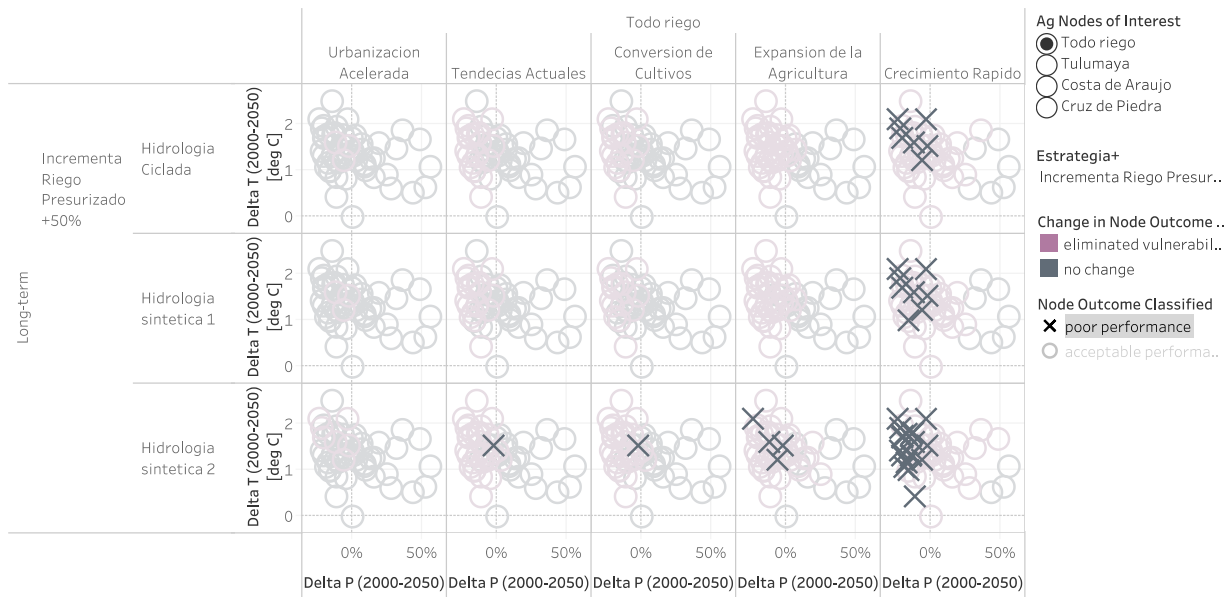 Todo riego
Urbanizacion
Acelerada
Tendecias Actuales
Conversion de
Cultivos
Expansion de la
Agricultura
Crecimiento Rapido
Long-term
Incrementa
Riego
Presurizado
+50%
Hidrologia
Ciclada
Delta T (2000-2050)
[deg C]
2
1
0
Hidrologia
sintetica 1
Delta T (2000-2050)
[deg C]
2
1
0
Hidrologia
sintetica 2
Delta T (2000-2050)
[deg C]
2
1
0
0% 50% 0% 50% 0% 50% 0% 50% 0% 50%
Delta P (2000-2050) Delta P (2000-2050) Delta P (2000-2050) Delta P (2000-2050) Delta P (2000-2050)
Ag Nodes of Interest
Todo riego
Tulumaya
Costa de Araujo
Cruz de Piedra
Estrategia+
Incrementa Riego Presur..
Change in Node Outcome ..
eliminated vulnerabil..
no change
Node Outcome Classified
poor performance
acceptable performa..